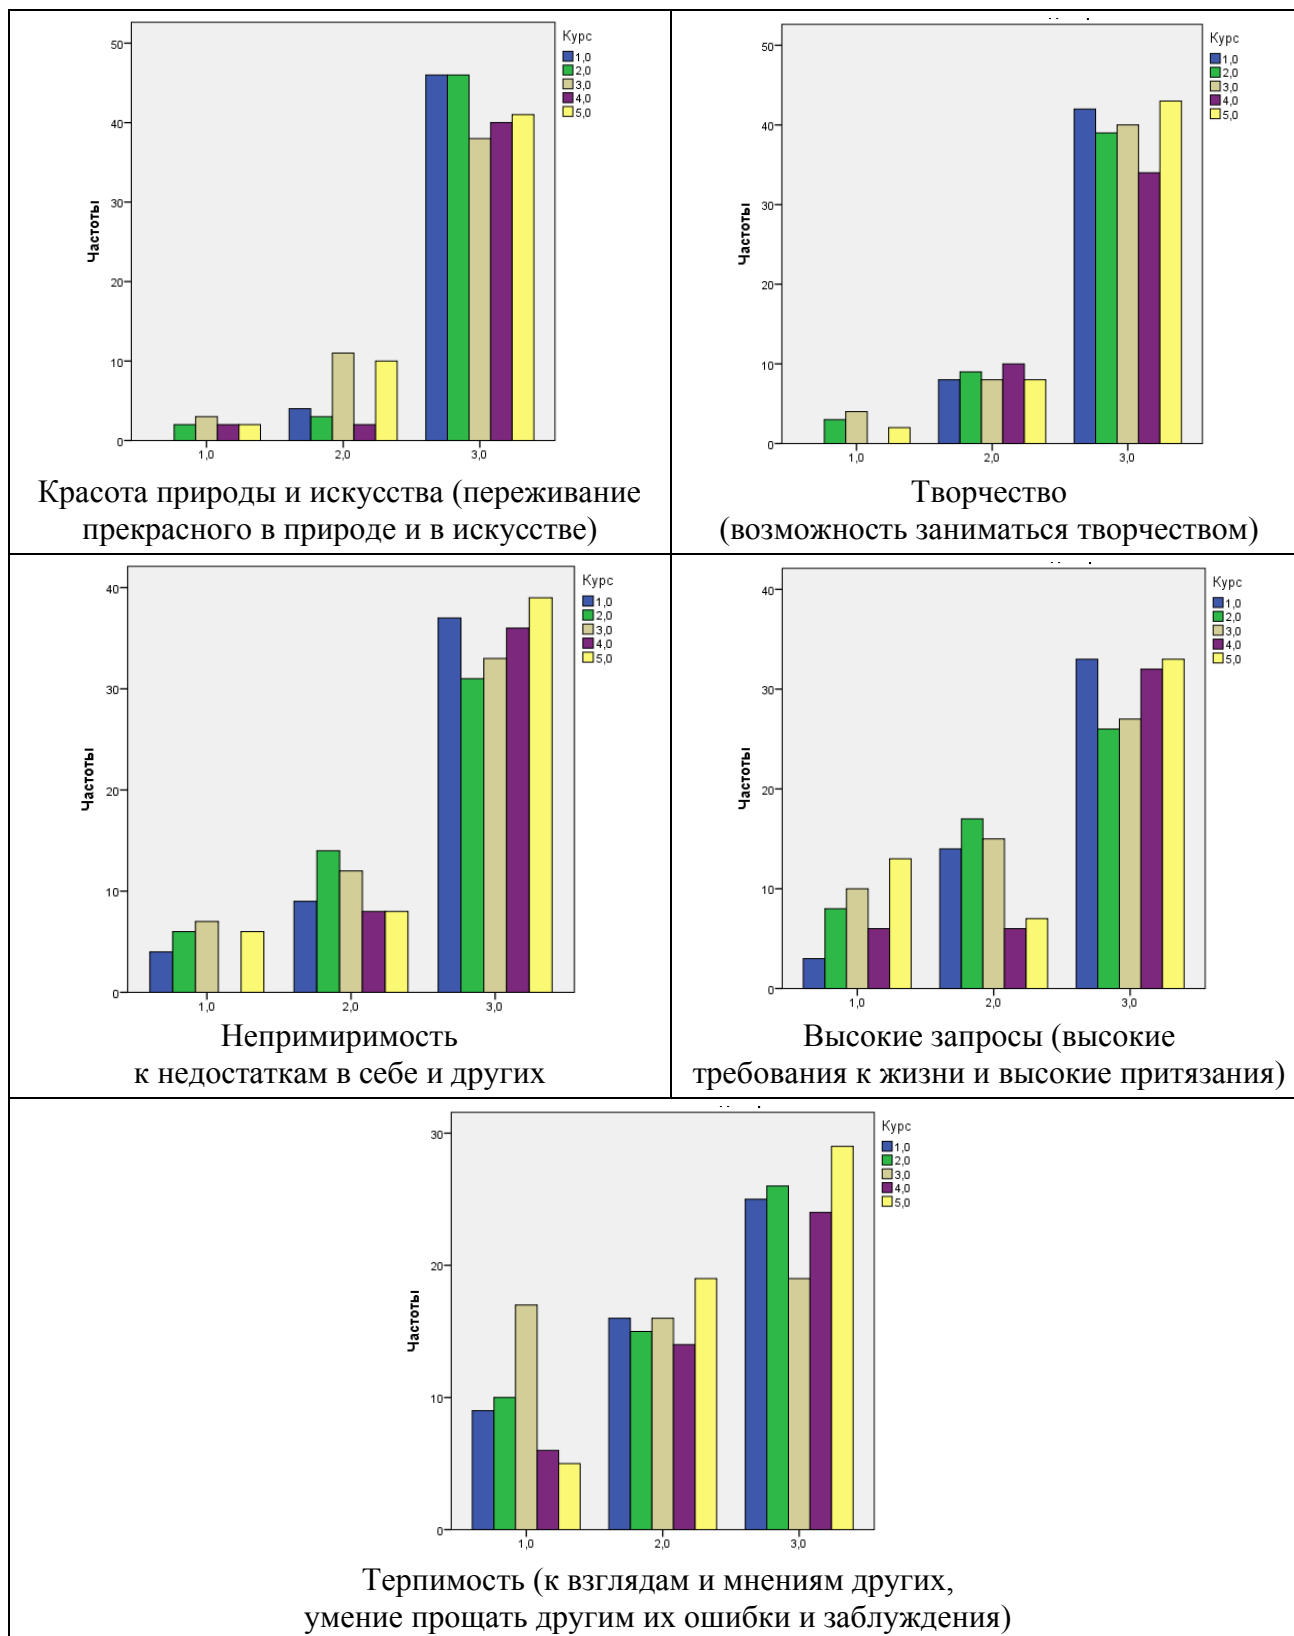 Курс
1,0
2,0
3,0
4,0
5,0
50
40
30
20
10
0
Частоты
1,0 2,0 3,0
Красота природы и искусства (переживание
прекрасного в природе и в искусстве)
Курс
1,0
2,0
3,0
4,0
5,0
50
40
30
20
10
0
Частоты
1,0 2,0 3,0
Творчество
(возможность заниматься творчеством)
Курс
1,0
2,0
3,0
4,0
5,0
40
30
20
10
0
Частоты
1,0 2,0 3,0
Непримиримость
к недостаткам в себе и других
Курс
1,0
2,0
3,0
4,0
5,0
40
30
20
10
0
Частоты
1,0 2,0 3,0
Высокие запросы (высокие
требования к жизни и высокие притязания)
Курс
1,0
2,0
3,0
4,0
5,0
30
20
10
0
Частоты
1,0 2,0 3,0
Терпимость (к взглядам и мнениям других,
умение прощать другим их ошибки и заблуждения)